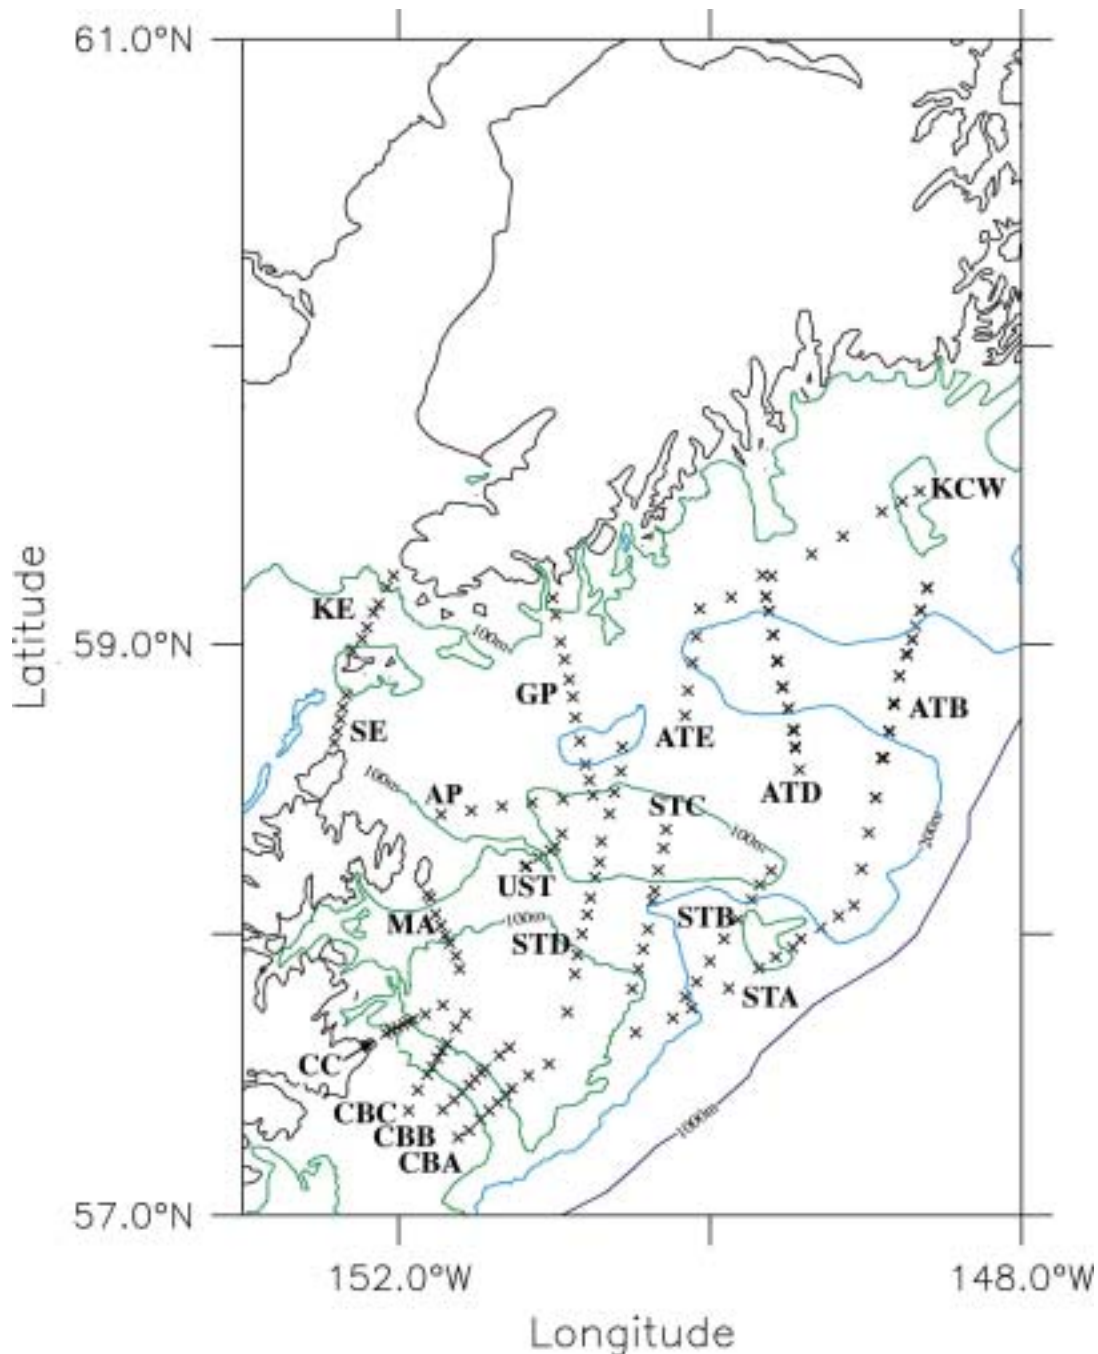 61.0°N
KCW
KE
100m
59.0°N
GP
SE
ATE
ATB
100m
AP
ATD
STC
100m
200m
UST
MA
100m
STB
STD
STA
CC
CBC
CBB
1000m
CBA
57.0°N
152.0°W
148.0°W
Longitude
Latitude